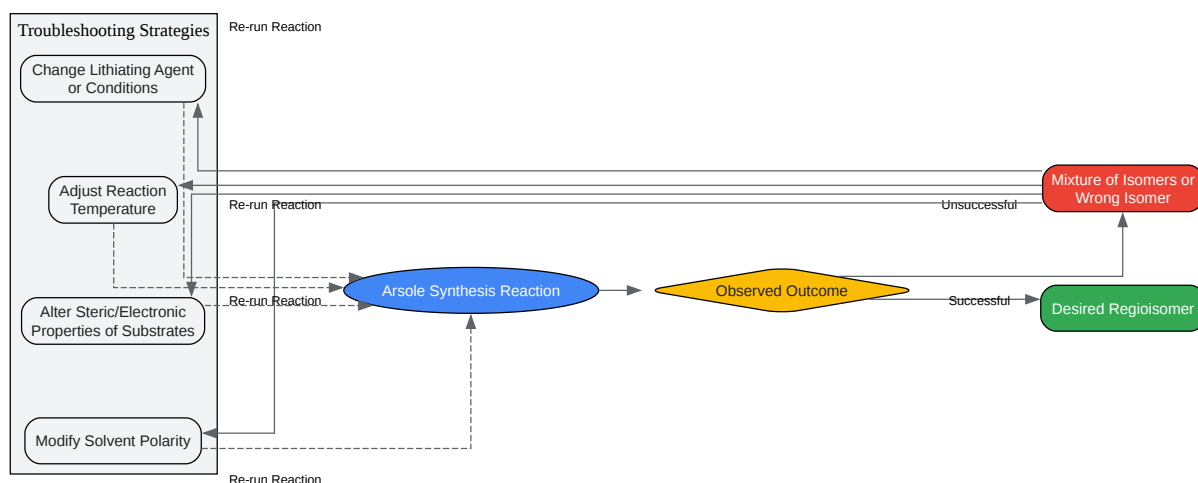 Troubleshooting Strategies
Re-run Reaction
Change Lithiating Agent
or Conditions
Adjust Reaction
Temperature
Re-run Reaction
Unsuccessful
Mixture of Isomers or
Wrong Isomer
Arsole Synthesis Reaction
Observed Outcome
Alter Steric/Electronic
Properties of Substrates
Re-run Reaction
Successful
Desired Regioisomer
Modify Solvent Polarity
Re-run Reaction